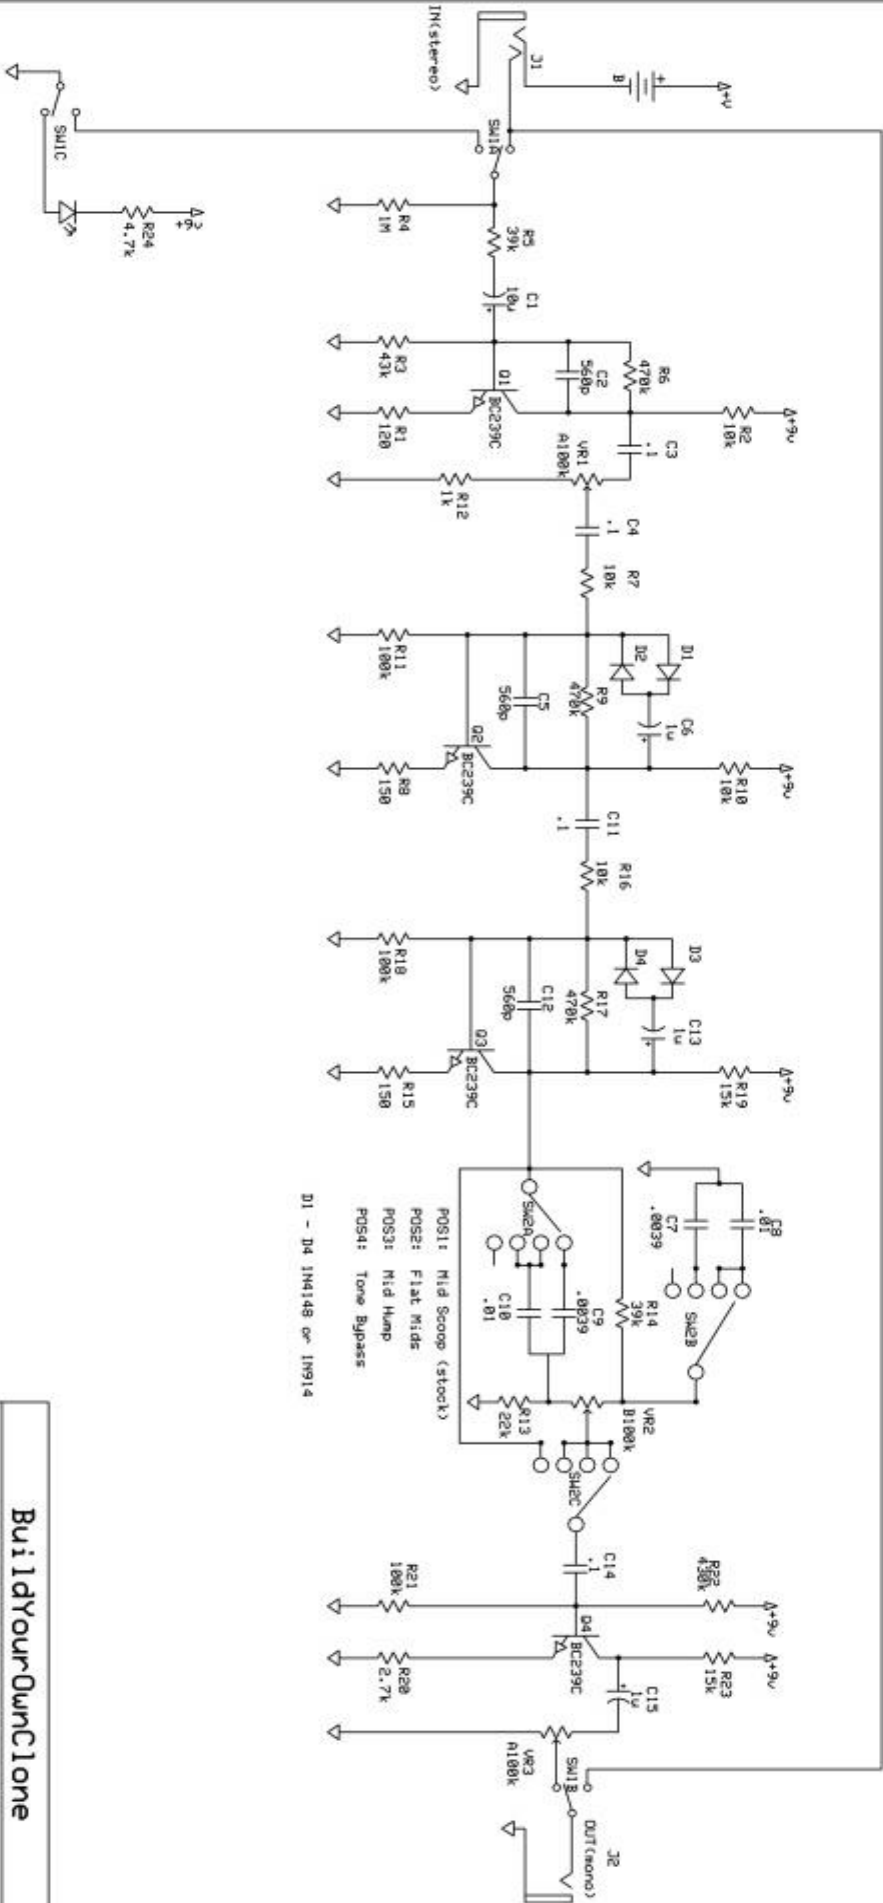 IN(stereo)
J1
B
+
+V
SW1A
SW1C
R24
4.7k
+9v
R4
1M
R5
39k
C1
10u
+
R3
43k
Q1
BC239C
R1
120
C2
560p
R6
470k
R2
10k
+9v
C3
.1
VR1
A100k
R12
1k
C4
.1
R7
10k
R11
100k
D1
D2
R9
470k
C5
560p
C6
1u
+
Q2
BC239C
R8
150
R10
10k
+9v
C11
.1
R16
10k
R18
100k
D3
D4
R17
470k
C12
560p
C13
1u
+
Q3
BC239C
R15
150
R19
15k
+9v
C8
.01
C7
.0039
SW2B
SW2A
R14
39k
C9
.0039
C10
.01
VR2
B100k
R13
22k
SW2C
POS1: Mid Scoop (stock)
POS2: Flat Mids
POS3: Mid Hump
POS4: Tone Bypass
D1 - D4 1N4148 or 1N914
C14
.1
R21
100k
R22
430k
+9v
Q4
BC239C
R20
2.7k
R23
15k
+9v
C15
1u
+
VR3
A100k
SW1B
OUT(mono)
J2
BuildYourOwnClone